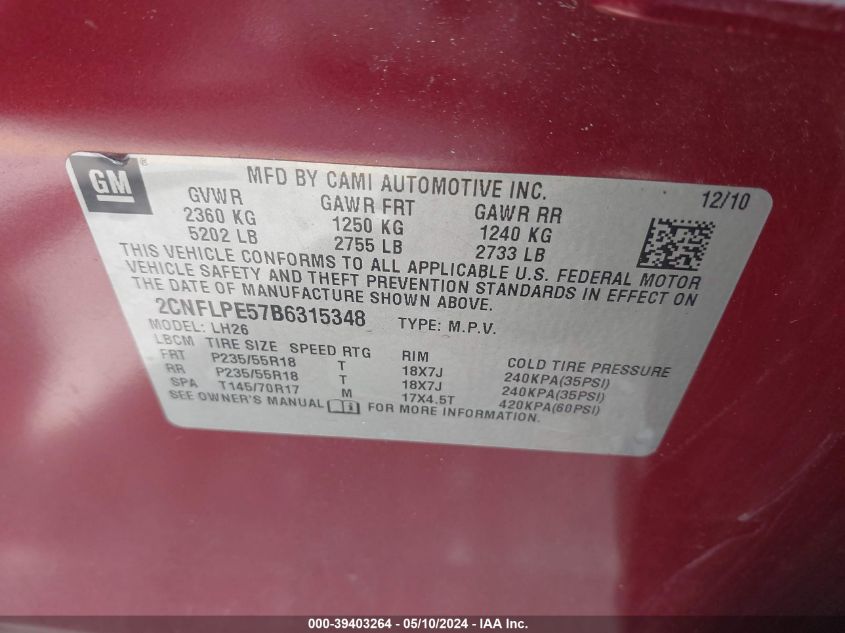 GM®
MFD BY CAMI AUTOMOTIVE INC.
12/10
GVWR GAWR FRT GAWR RR
2360 KG 1250 KG 1240 KG
5202 LB 2755 LB 2733 LB
THIS VEHICLE CONFORMS TO ALL APPLICABLE U.S. FEDERAL MOTOR
VEHICLE SAFETY AND THEFT PREVENTION STANDARDS IN EFFECT ON
THE DATE OF MANUFACTURE SHOWN ABOVE.
2CNFLPE57B6315348 TYPE: M.P.V.
MODEL: LH26
LBCM TIRE SIZE SPEED RTG RIM COLD TIRE PRESSURE
FRT P235/55R18 T 18X7J 240KPA(35PSI)
RR P235/55R18 T 18X7J 240KPA(35PSI)
SPA T145/70R17 M 17X4.5T 420KPA(60PSI)
SEE OWNER'S MANUAL FOR MORE INFORMATION.
000-39403264 - 05/10/2024 - IAA Inc.